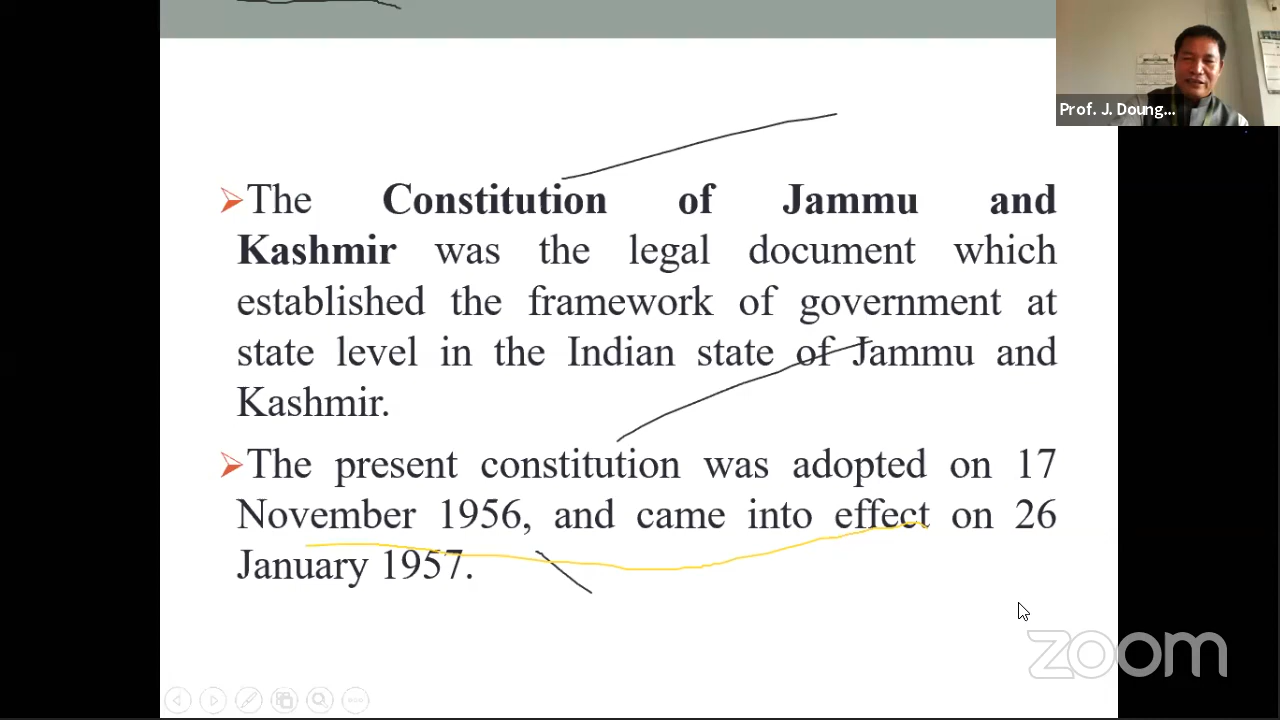 Prof. J. Doung...
➢The Constitution of Jammu and
Kashmir was the legal document which
established the framework of government at
state level in the Indian state of Jammu and
Kashmir.
➢The present constitution was adopted on 17
November 1956, and came into effect on 26
January 1957.
zoom